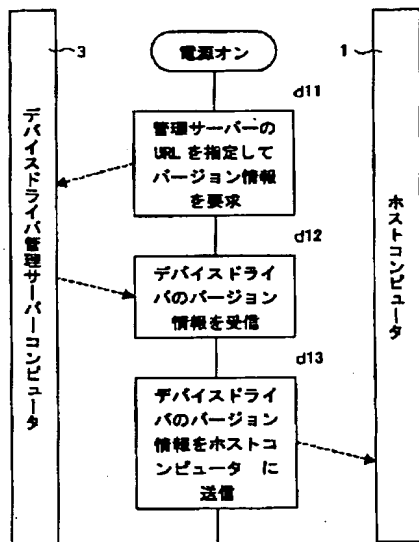 3
電源オン
1
d11
管理サーバーの
URLを指定して
バージョン情報
を要求
d12
デバイスドライ
バのバージョン
情報を受信
d13
デバイスドライ
バのバージョン
情報をホストコ
ンピュータ に
送信
デバイスドライバ管理サーバーコンピュータ
ホストコンピュータ